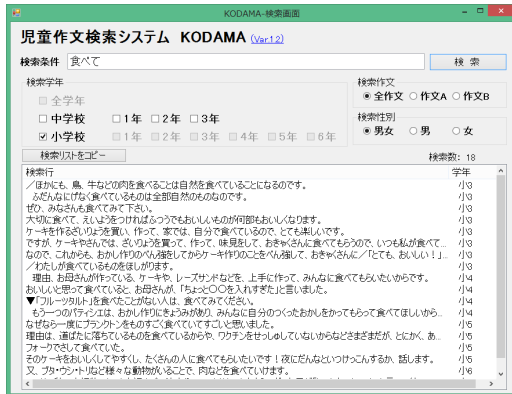 KODAMA-検索画面
児童作文検索システム KODAMA (Ver.1.2)
検索条件 食べて 検 索
検索学年
全学年
中学校 1年 2年 3年
小学校 1年 2年 3年 4年 5年 6年
検索作文
全作文 作文A 作文B
検索性別
男女 男 女
検索リストをコピー 検索数: 18
検索行 学年
／ほかにも、鳥、牛などの肉を食べることは自然を食べていることになるのです。 小3
ふだんなにげなく食べているものは全部自然のものなのです。 小3
ぜひ、みなさんも食べてみて下さい。 小3
大切に食べて、えいようをつければふつうでもおいしいものが何倍もおいしくなります。 小3
ケーキを作るざいりょうを買い、作って、家では、自分で食べているので、とても楽しいです。 小3
ですが、ケーキやさんでは、ざいりょうを買って、作って、味見をして、おきゃくさんに食べてもらうので、いつも私が食べて... 小3
なので、これからも、おかし作りのべん強をしてからケーキ作りのことをべん強して、おきゃくさんに／「とても、おいしい！」... 小3
／わたしが食べているものをほしがります。 小3
理由、お母さんが作っている、ケーキや、レーズサンドなどを、上手に作って、みんなに食べてもらいたいからです。 小4
おいしいと思って食べていると、お母さんが、「ちょっと○○を入れすぎた」と言いました。 小4
▼「フルーツタルト」を食べたことがない人は、食べてみてください。 小4
もう一つのパティシエは、おかし作りにきょうみがあり、みんなに自分のつくったおかしをかってもらって食べてほしいから... 小4
なぜなら一度にプランクトンをものすごく食べていてすごいと思いました。 小5
理由は、道ばたに落ちているものを食べているからや、ワクチンをせっしゅしていないからなどさまざまだが、とにかく、あ... 小5
フォークでさして食べていた。 小5
そのケーキをおいしくてやすくし、たくさんの人に食べてもらいたいです！夜にだんなといつけっこんするか、話します。 小5
又、ブタ・ウシ・トリなど様々な動物がいることで、肉などを食べていけます。 小6